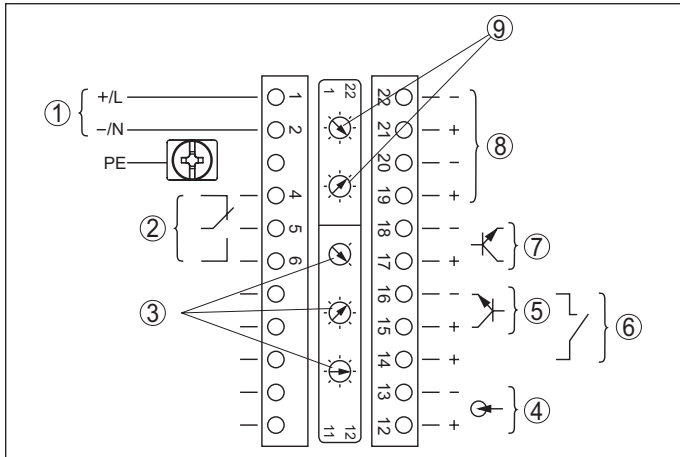 ⑨
① +/L 1 1 22 22 −
−/N 2 21 + ⑧
PE 20 −
4 19 +
② 5 18 − ⑦
6 17 +
③ 16 − ⑤ ⑥
15 +
14 +
13 − ④
11 12 12 +